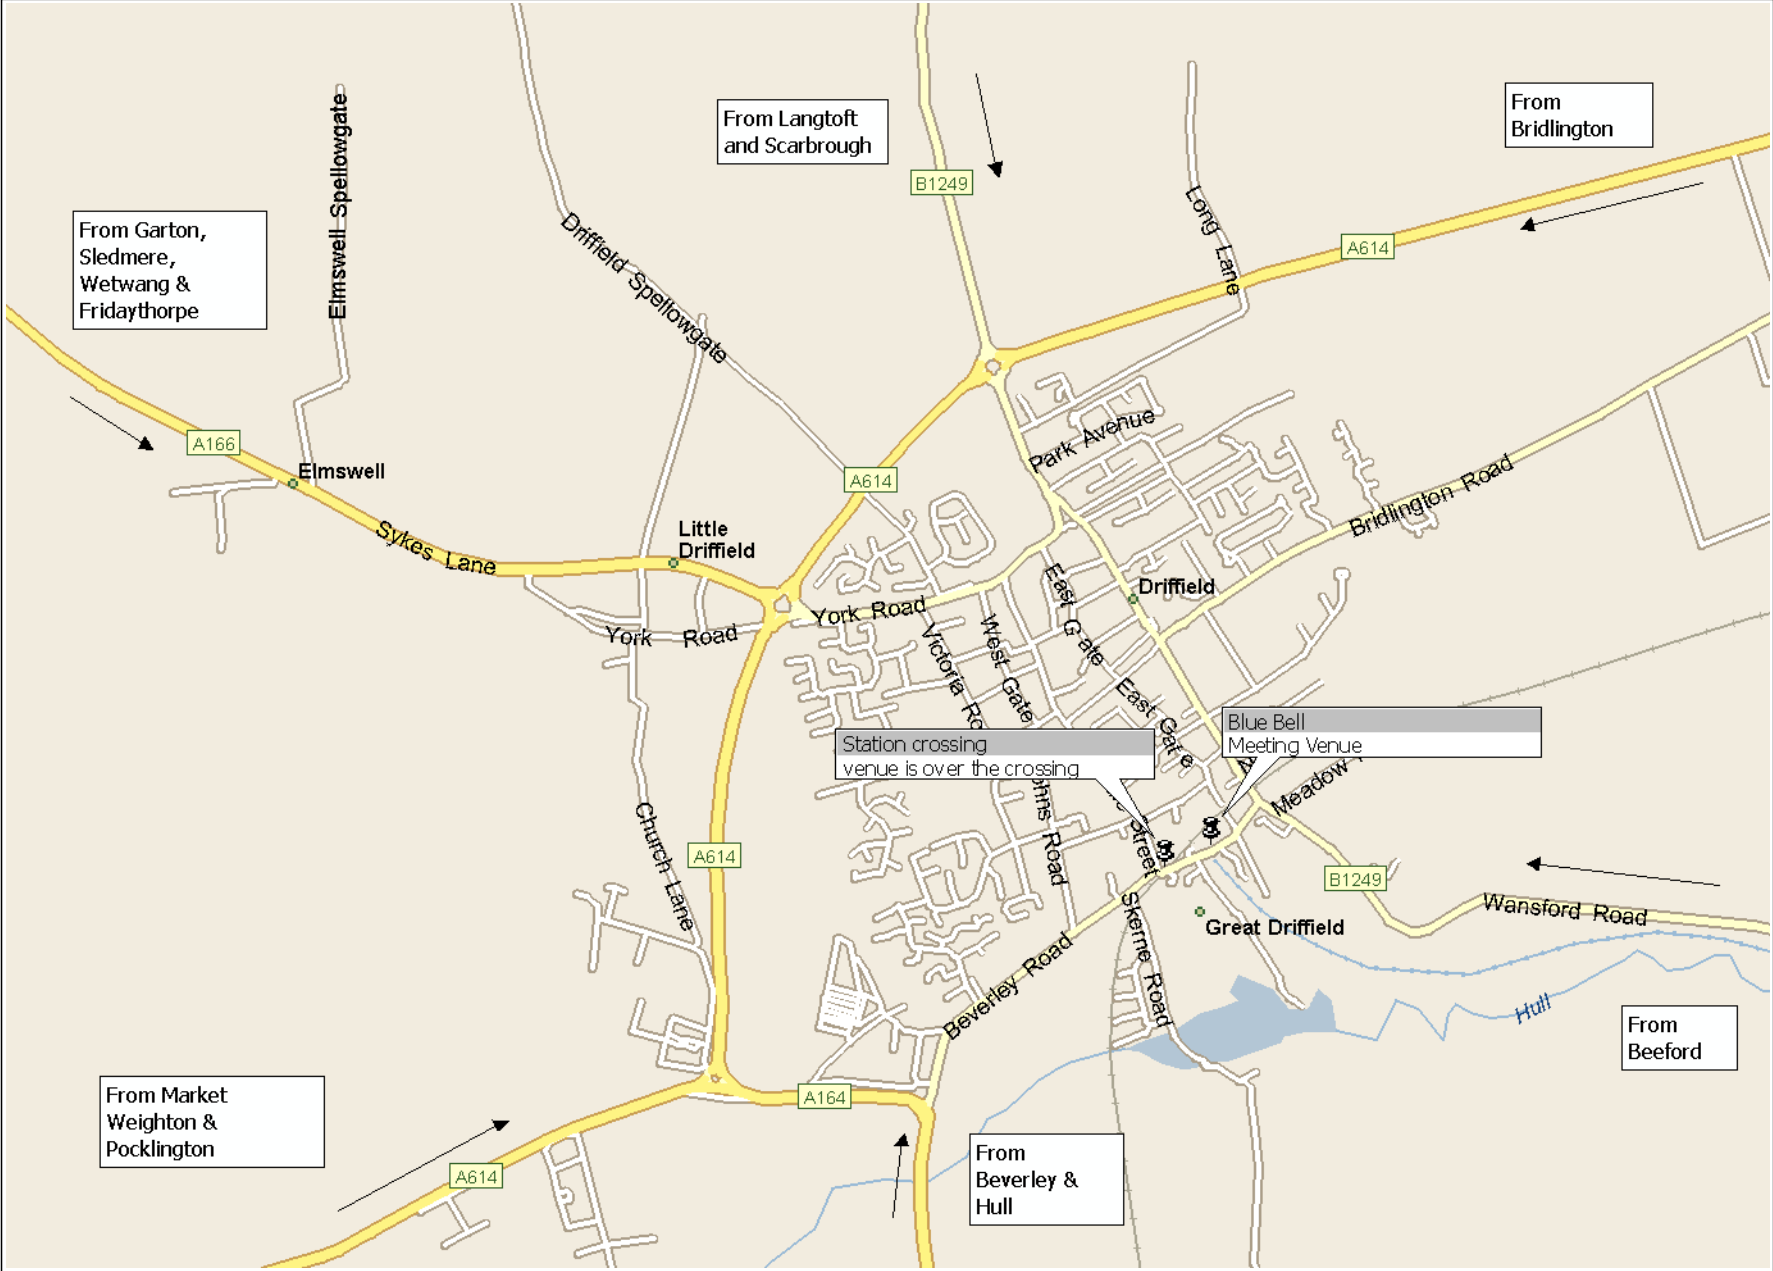 From Langtoft
and Scarbrough
From
Bridlington
B1249
Elmswell Spellowgate
Long Lane
From Garton,
Sledmere,
Wetwang &
Fridaythorpe
Driffield Spellowgate
A614
A166
Elmswell
Park Avenue
A614
Bridlington Road
Sykes Lane
Little
Driffield
East Gate
Driffield
York Road
York Road
Victoria
West Gate
East Gate
Blue Bell
Meeting Venue
Station crossing
venue is over the crossing
Meadow
Church Lane
Road
Street
A614
B1249
Skerne Road
Wansford Road
Great Driffield
Beverley Road
Hull
From
Beeford
From Market
Weighton &
Pocklington
A164
A614
From
Beverley &
Hull